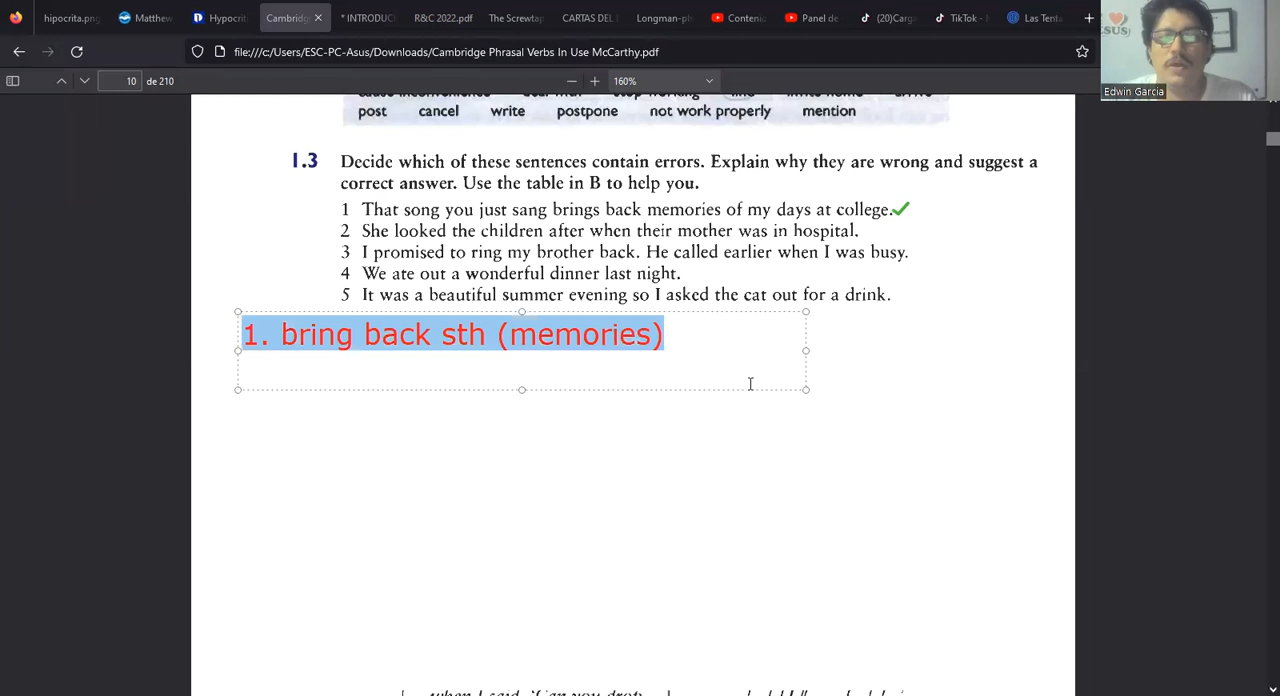 hipocrita.png
Matthew
Hypocrit
Cambridg
* INTRODUC
R&C 2022.pdf
The Screwtap
CARTAS DEL
Longman-ph
Conteni
Panel de
(20)Carg
TikTok -
Las Tenta
file:///c:/Users/ESC-PC-Asus/Downloads/Cambridge Phrasal Verbs In Use McCarthy.pdf
10 de 210
160%
Edwin Garcia
post cancel write postpone not work properly mention
1.3 Decide which of these sentences contain errors. Explain why they are wrong and suggest a
correct answer. Use the table in B to help you.
1 That song you just sang brings back memories of my days at college.
2 She looked the children after when their mother was in hospital.
3 I promised to ring my brother back. He called earlier when I was busy.
4 We ate out a wonderful dinner last night.
5 It was a beautiful summer evening so I asked the cat out for a drink.
1. bring back sth (memories)